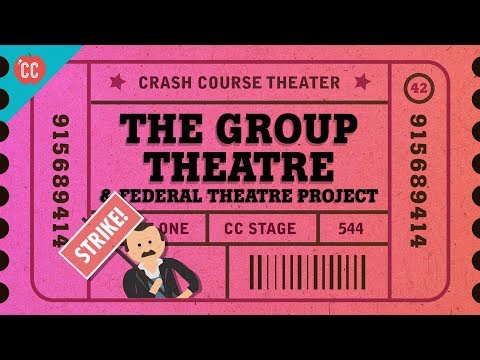 CC
CRASH COURSE THEATER
42
915689414
THE GROUP
THEATRE
& FEDERAL THEATRE PROJECT
STRIKE!
ONE
CC STAGE
544
915689414